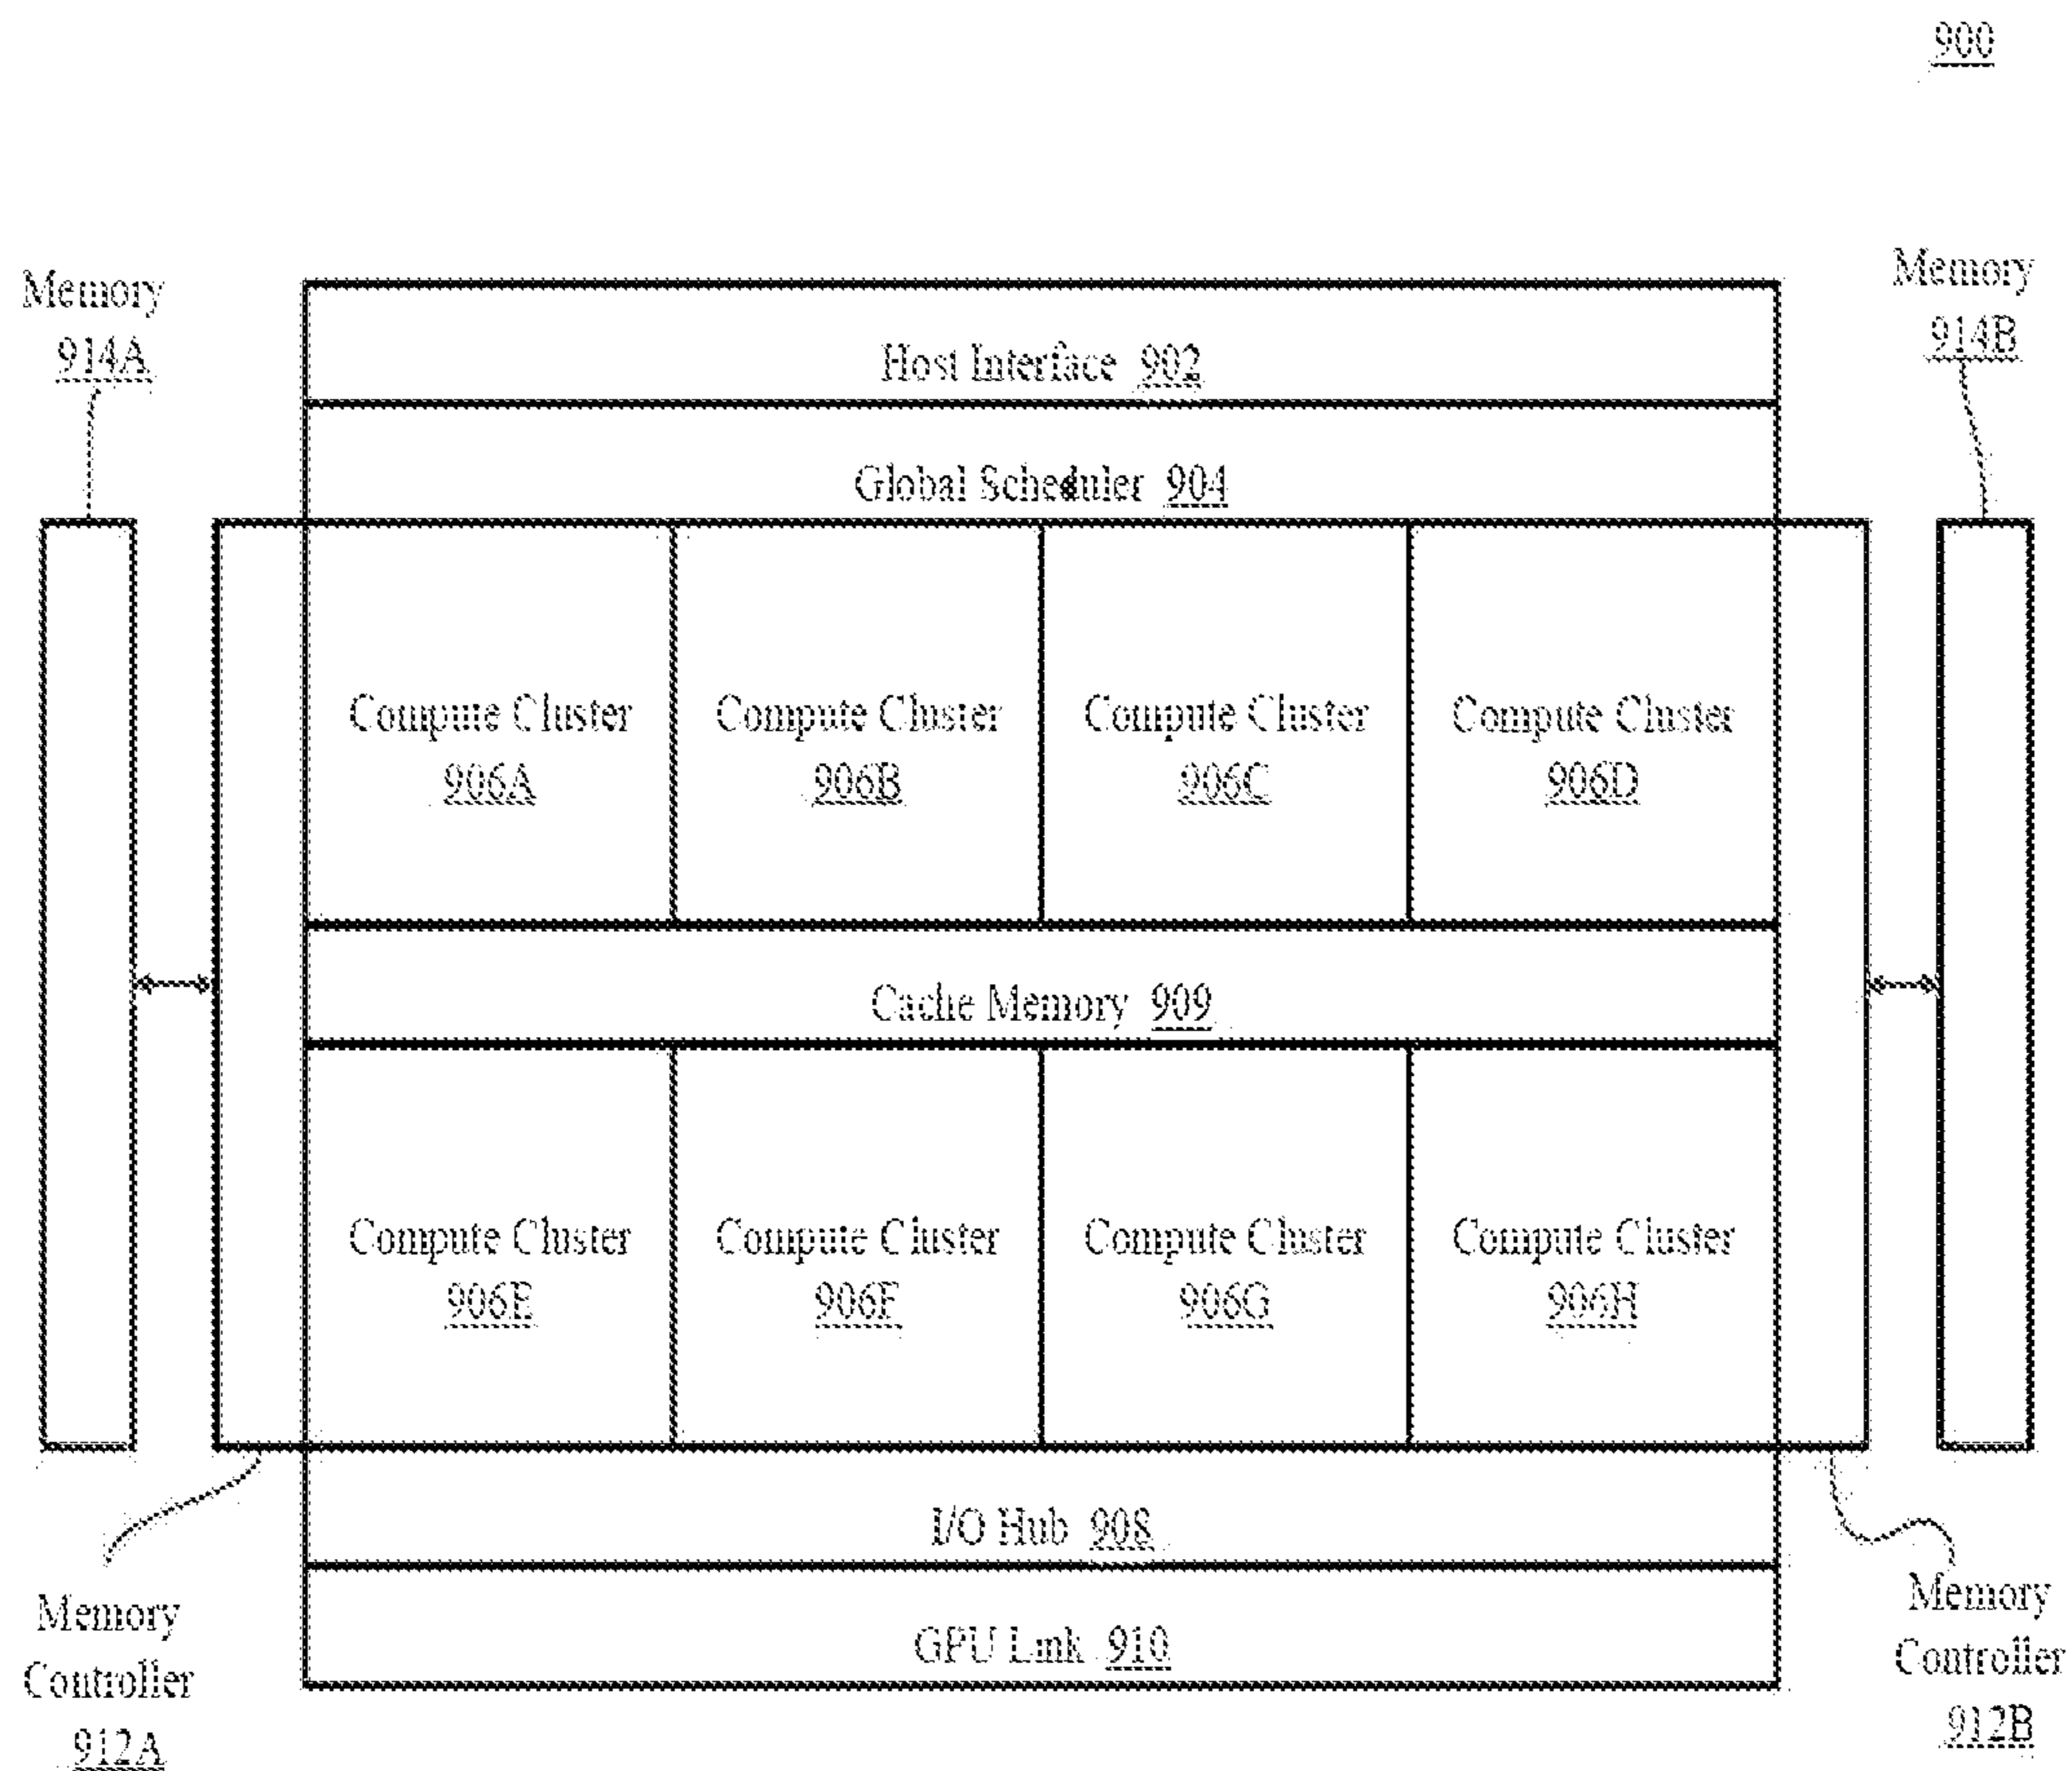 900
Memory
914A
Memory
914B
Host Interface 902
Global Scheduler 904
Compute Cluster
906A
Compute Cluster
906B
Compute Cluster
906C
Compute Cluster
906D
Cache Memory 909
Compute Cluster
906E
Compute Cluster
906F
Compute Cluster
906G
Compute Cluster
906H
I/O Hub 908
GPU Link 910
Memory
Controller
912A
Memory
Controller
912B